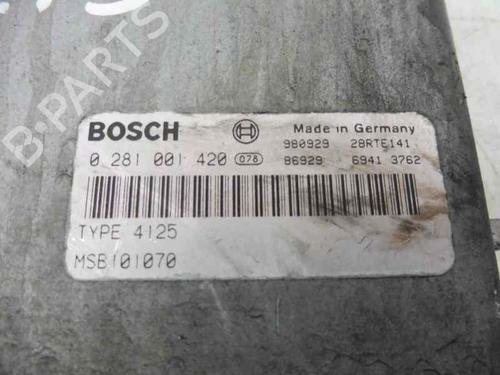 B-PARTS
BOSCH
Made in Germany
0 281 001 420 078
980929 28RTE141
86929 6941 3762
TYPE 4125
MSB101070